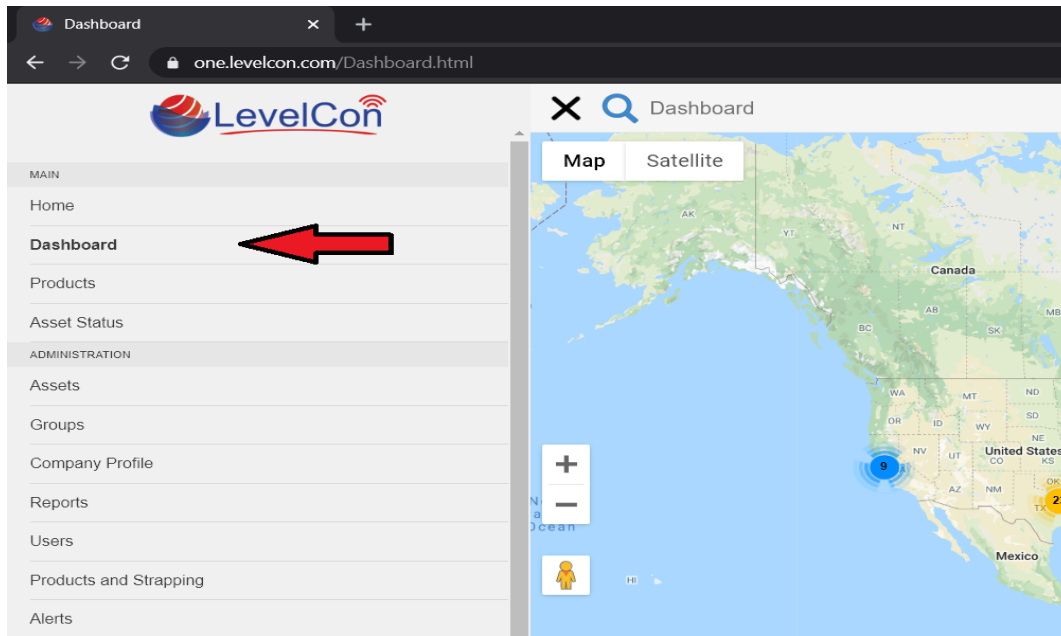 Dashboard
one.levelcon.com/Dashboard.html
LevelCon
MAIN
Home
Dashboard
Products
Asset Status
ADMINISTRATION
Assets
Groups
Company Profile
Reports
Users
Products and Strapping
Alerts
Dashboard
Map Satellite
AK
YT
NT
Canada
AB
MB
BC
SK
WA
MT
ND
OR
ID
SD
WY
NE
NV
UT
United States
CO
KS
9
AZ
NM
OK
TX
Ocean
Mexico
HI